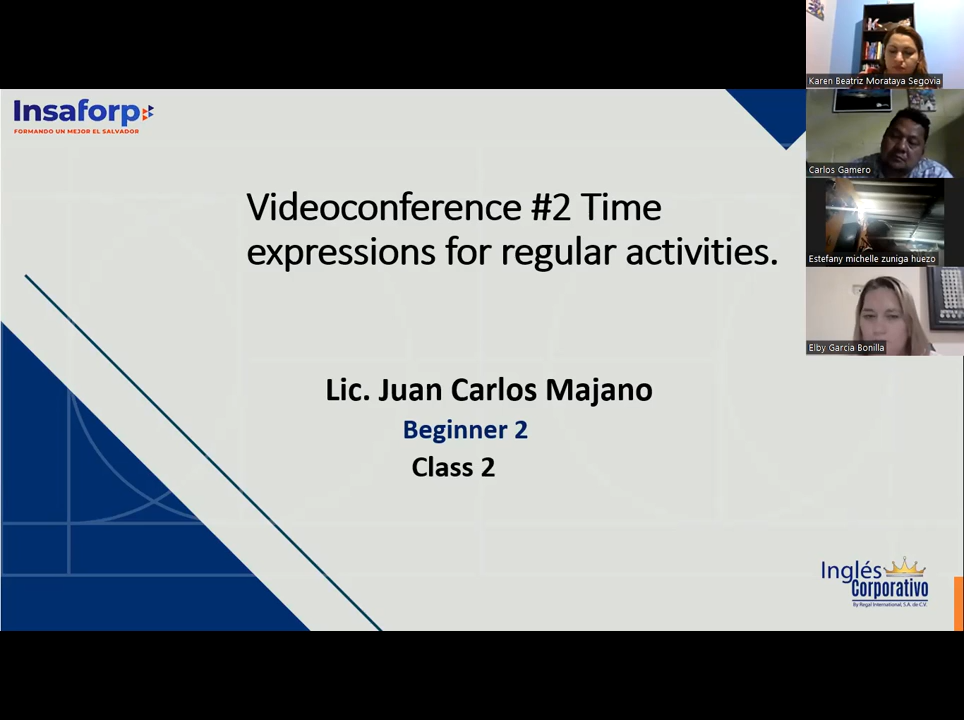 Insaforp
FORMANDO UN MEJOR EL SALVADOR
Videoconference #2 Time
expressions for regular activities.
Lic. Juan Carlos Majano
Beginner 2
Class 2
Inglés
Corporativo
By Regal International, S.A. de C.V.
Karen Beatriz Morataya Segovia
Carlos Gamero
Estefany michelle zuniga huezo
Elby Garcia Bonilla